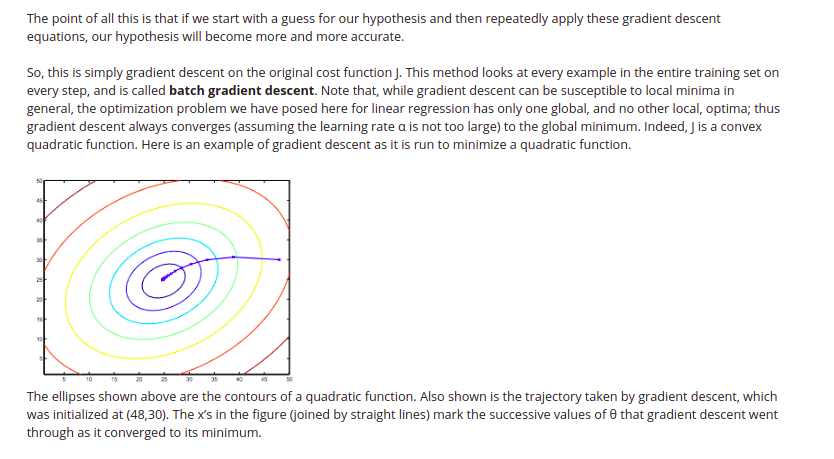 The point of all this is that if we start with a guess for our hypothesis and then repeatedly apply these gradient descent
equations, our hypothesis will become more and more accurate.
So, this is simply gradient descent on the original cost function J. This method looks at every example in the entire training set on
every step, and is called batch gradient descent. Note that, while gradient descent can be susceptible to local minima in
general, the optimization problem we have posed here for linear regression has only one global, and no other local, optima; thus
gradient descent always converges (assuming the learning rate α is not too large) to the global minimum. Indeed, J is a convex
quadratic function. Here is an example of gradient descent as it is run to minimize a quadratic function.
50
45
40
35
30
25
20
15
10
5
5 10 15 20 25 30 35 40 45 50
The ellipses shown above are the contours of a quadratic function. Also shown is the trajectory taken by gradient descent, which
was initialized at (48,30). The x's in the figure (joined by straight lines) mark the successive values of θ that gradient descent went
through as it converged to its minimum.